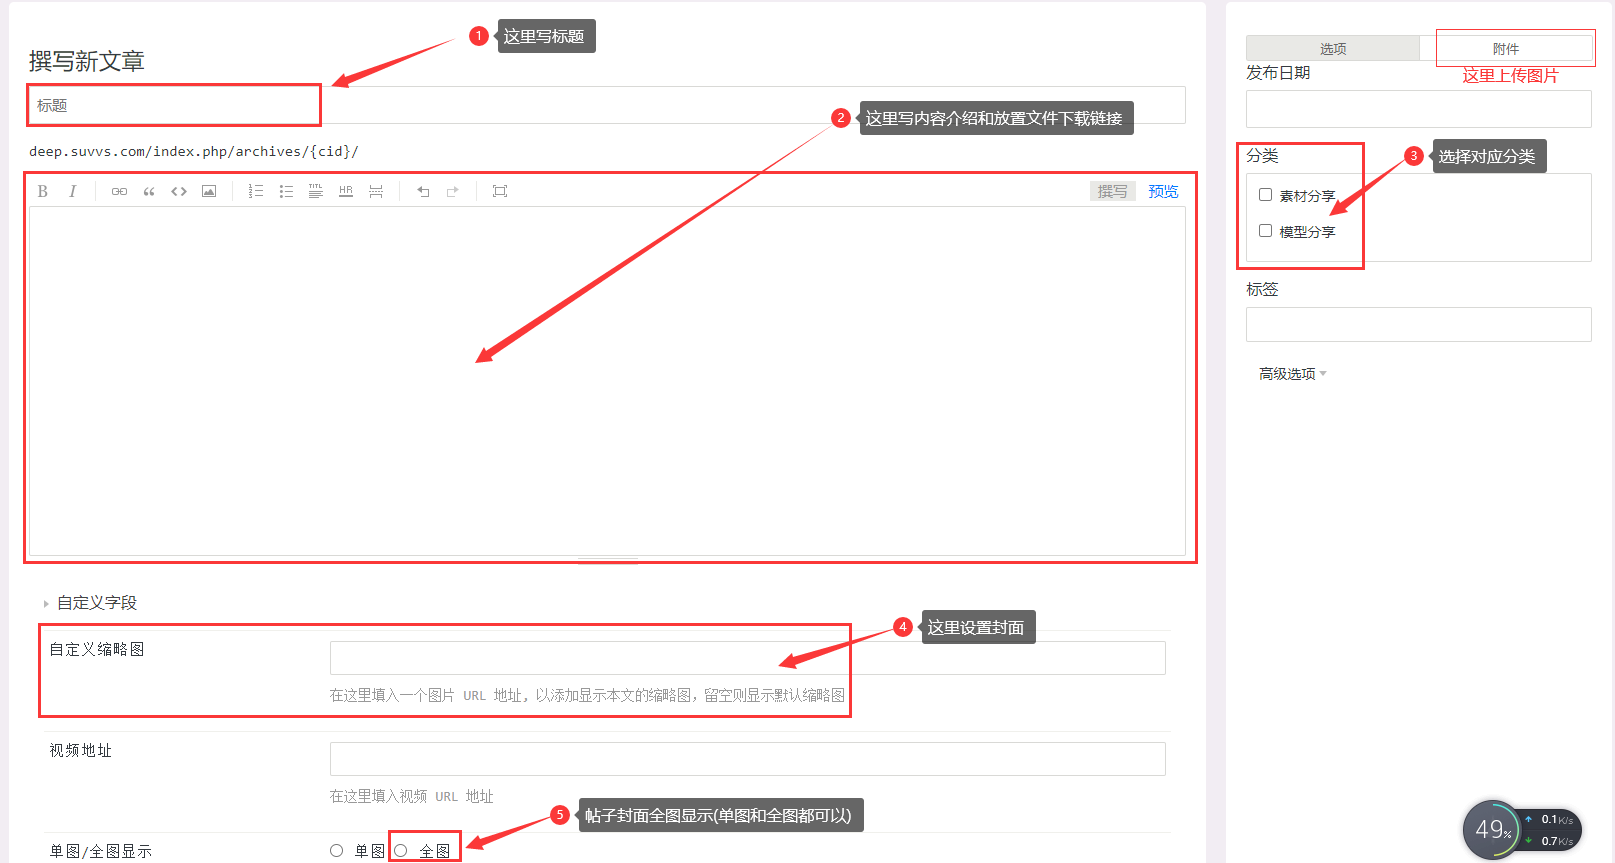 1 这里写标题
撰写新文章
标题
deep.suvvs.com/index.php/archives/{cid}/
2 这里写内容介绍和放置文件下载链接
B I
TITL
HR
撰写 预览
自定义字段
4 这里设置封面
自定义缩略图
在这里填入一个图片 URL 地址, 以添加显示本文的缩略图，留空则显示默认缩略图
视频地址
在这里填入视频 URL 地址
5 帖子封面全图显示(单图和全图都可以)
单图/全图显示 单图 全图
选项 附件
发布日期 这里上传图片
分类
3 选择对应分类
素材分享
模型分享
标签
高级选项
49%
0.1K/s
0.7K/s